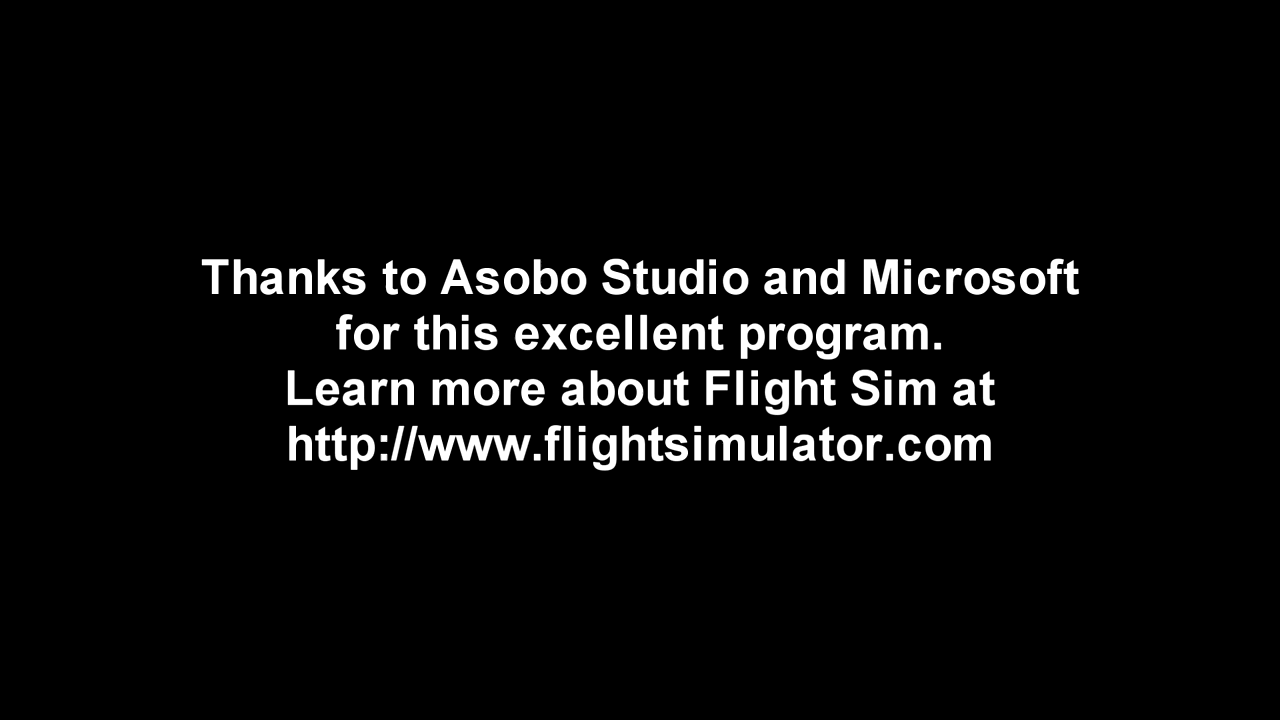 Thanks to Asobo Studio and Microsoft
for this excellent program.
Learn more about Flight Sim at
http://www.flightsimulator.com